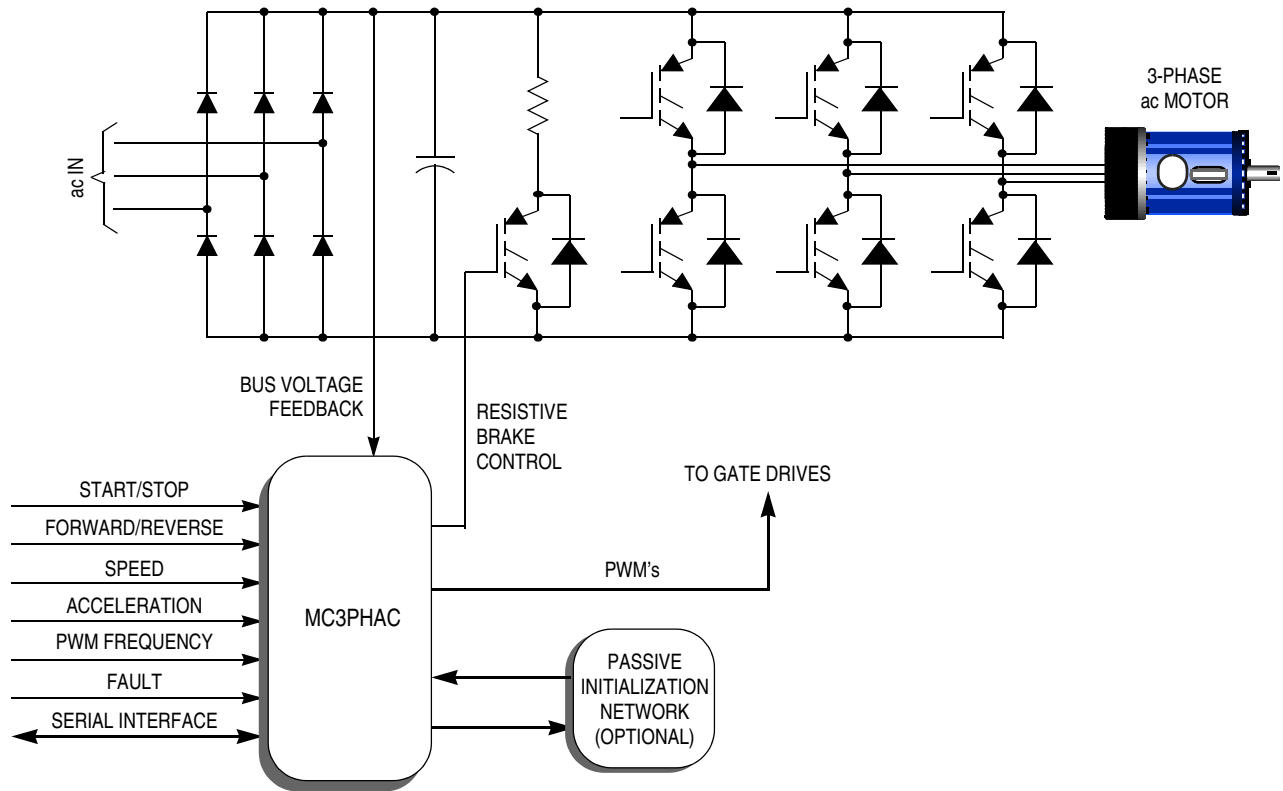 3-PHASE
ac MOTOR
ac IN
BUS VOLTAGE
FEEDBACK
RESISTIVE
BRAKE
CONTROL
TO GATE DRIVES
START/STOP
FORWARD/REVERSE
SPEED
ACCELERATION
PWM FREQUENCY
FAULT
SERIAL INTERFACE
MC3PHAC
PWM's
PASSIVE
INITIALIZATION
NETWORK
(OPTIONAL)